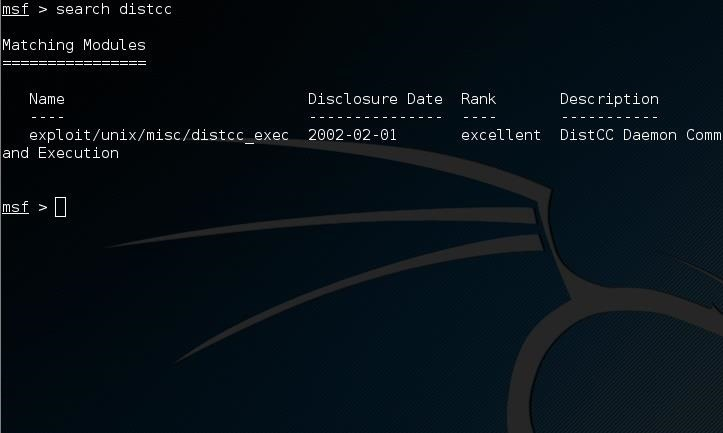 msf > search distcc
Matching Modules
================
Name Disclosure Date Rank Description
---- --------------- ---- -----------
exploit/unix/misc/distcc_exec 2002-02-01 excellent DistCC Daemon Comm
and Execution
msf >